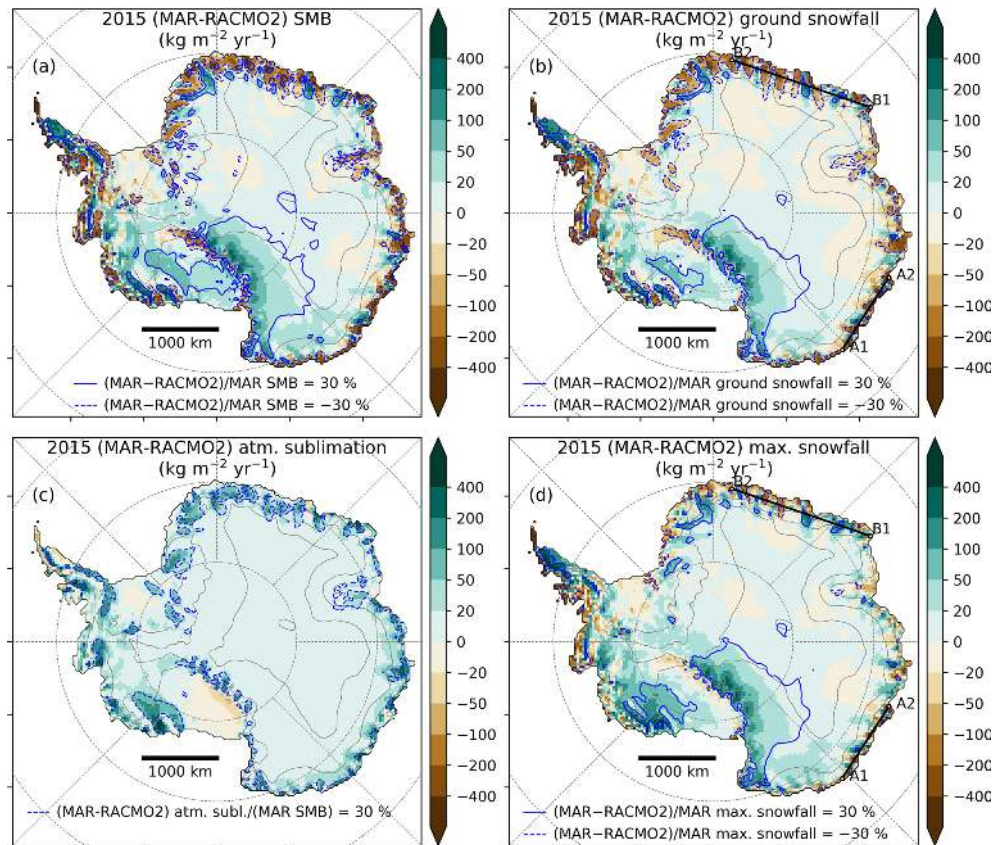 2015 (MAR-RACMO2) SMB
(kg m⁻² yr⁻¹)
(a)
1000 km
(MAR−RACMO2)/MAR SMB = 30 %
(MAR−RACMO2)/MAR SMB = −30 %
400
200
100
50
20
0
−20
−50
−100
−200
−400
2015 (MAR-RACMO2) ground snowfall
(kg m⁻² yr⁻¹)
(b)
B2
B1
A2
A1
1000 km
(MAR−RACMO2)/MAR ground snowfall = 30 %
(MAR−RACMO2)/MAR ground snowfall = −30 %
400
200
100
50
20
0
−20
−50
−100
−200
−400
2015 (MAR-RACMO2) atm. sublimation
(kg m⁻² yr⁻¹)
(c)
1000 km
(MAR-RACMO2) atm. subl./(MAR SMB) = 30 %
400
200
100
50
20
0
−20
−50
−100
−200
−400
2015 (MAR-RACMO2) max. snowfall
(kg m⁻² yr⁻¹)
(d)
B2
B1
A2
A1
1000 km
(MAR−RACMO2)/MAR max. snowfall = 30 %
(MAR−RACMO2)/MAR max. snowfall = −30 %
400
200
100
50
20
0
−20
−50
−100
−200
−400